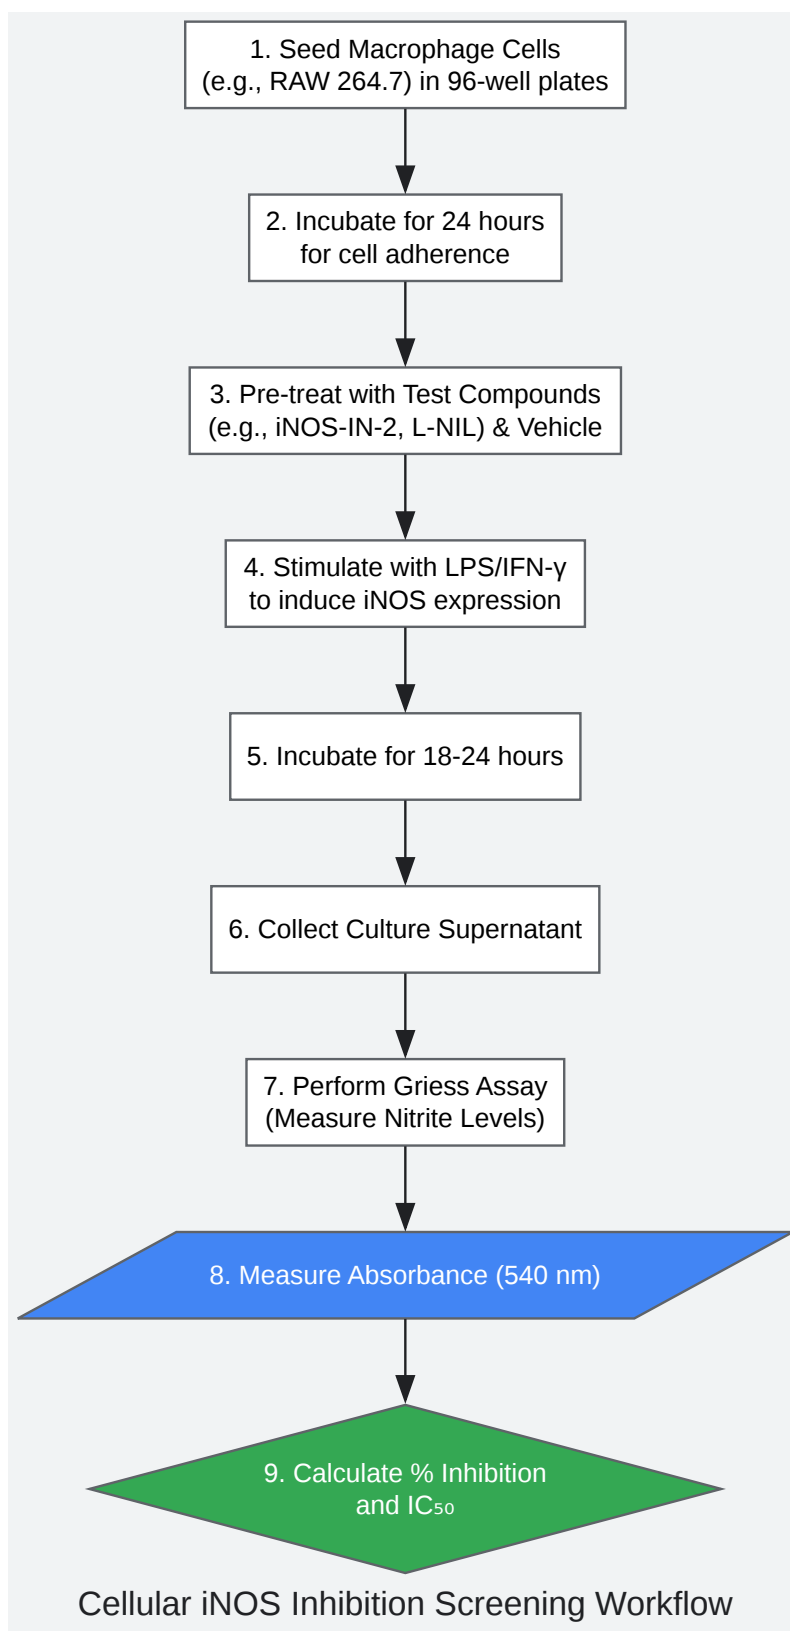 1. Seed Macrophage Cells
(e.g., RAW 264.7) in 96-well plates
2. Incubate for 24 hours
for cell adherence
3. Pre-treat with Test Compounds
(e.g., iNOS-IN-2, L-NIL) & Vehicle
4. Stimulate with LPS/IFN-γ
to induce iNOS expression
5. Incubate for 18-24 hours
6. Collect Culture Supernatant
7. Perform Griess Assay
(Measure Nitrite Levels)
8. Measure Absorbance (540 nm)
9. Calculate % Inhibition
and IC₅₀
Cellular iNOS Inhibition Screening Workflow